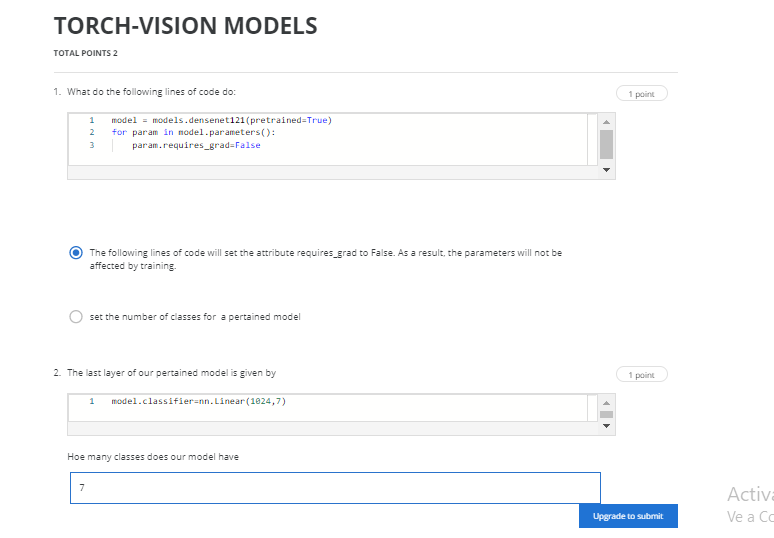 TORCH-VISION MODELS
TOTAL POINTS 2
1. What do the following lines of code do:
1 point
1 model = models.densenet121(pretrained=True)
2 for param in model.parameters():
3 param.requires_grad=False
The following lines of code will set the attribute requires_grad to False. As a result, the parameters will not be
affected by training.
set the number of classes for a pertained model
2. The last layer of our pertained model is given by
1 point
1 model.classifier=nn.Linear(1024,7)
Hoe many classes does our model have
7
Upgrade to submit
Activa
Ve a Co